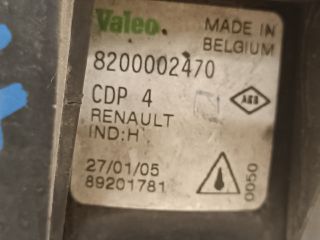 Valeo
MADE IN
BELGIUM
8200002470
CDP 4
RENAULT
IND:H
27/01/05
89201781
0050